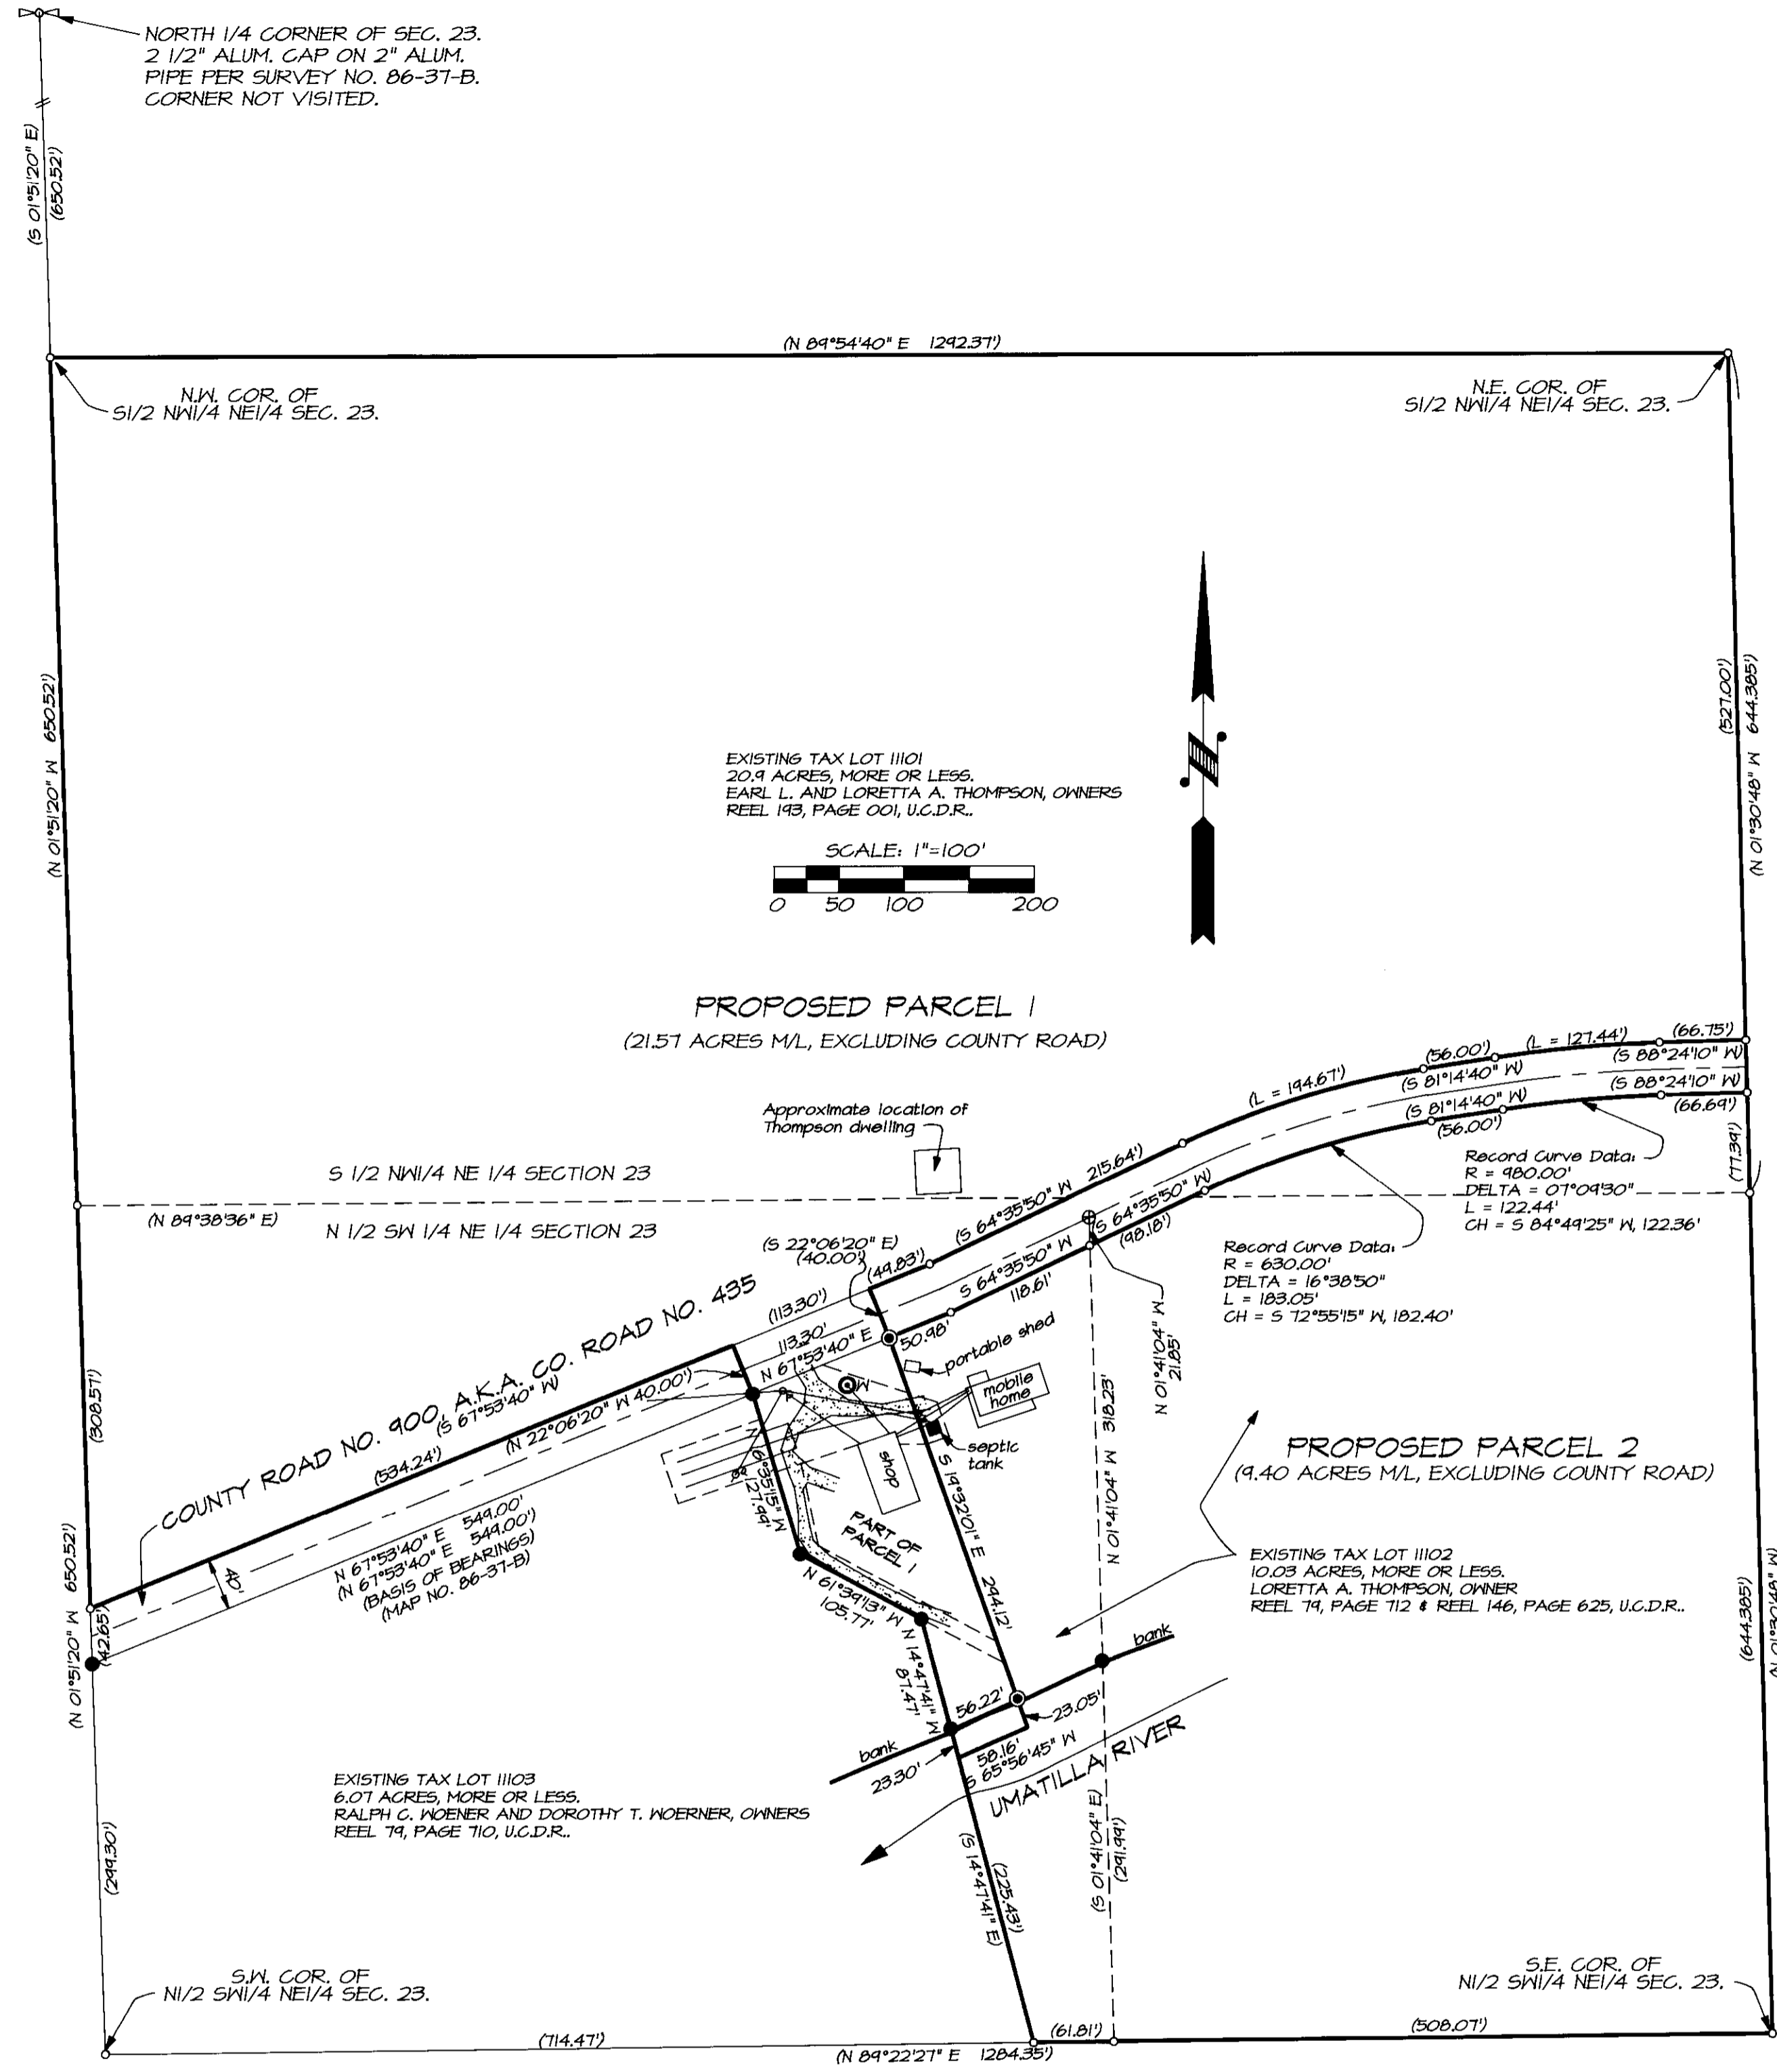 NORTH 1/4 CORNER OF SEC. 23.
2 1/2" ALUM. CAP ON 2" ALUM.
PIPE PER SURVEY NO. 86-37-B.
CORNER NOT VISITED.
(S 01°51'20" E)
(650.52')
(N 89°54'40" E 1292.37')
N.W. COR. OF
S1/2 NW1/4 NE1/4 SEC. 23.
N.E. COR. OF
S1/2 NW1/4 NE1/4 SEC. 23.
(N 01°51'20" W 650.52')
(527.00')
(N 01°30'48" W 644.385')
EXISTING TAX LOT 11101
20.9 ACRES, MORE OR LESS.
EARL L. AND LORETTA A. THOMPSON, OWNERS
REEL 193, PAGE 001, U.C.D.R..
SCALE: 1"=100'
0 50 100 200
PROPOSED PARCEL 1
(21.57 ACRES M/L, EXCLUDING COUNTY ROAD)
(L = 194.67')
(56.00')
(L = 127.44')
(66.75')
(S 81°14'40" W)
(S 88°24'10" W)
(S 88°24'10" W)
(S 81°14'40" W)
(56.00')
(66.69')
(77.39')
Approximate location of
Thompson dwelling
S 1/2 NW1/4 NE 1/4 SECTION 23
(N 89°38'36" E)
N 1/2 SW 1/4 NE 1/4 SECTION 23
Record Curve Data:
R = 980.00'
DELTA = 07°09'30"
L = 122.44'
CH = S 84°49'25" W, 122.36'
Record Curve Data:
R = 630.00'
DELTA = 16°38'50"
L = 183.05'
CH = S 72°55'15" W, 182.40'
(S 64°35'50" W 215.64')
(S 64°35'50" W)
(98.18')
S 64°35'50" W
118.61'
(S 22°06'20" E)
(40.00')
(49.83')
(113.30')
113.30'
N 67°53'40" E
50.98'
N 01°41'04" W
21.85'
COUNTY ROAD NO. 900, A.K.A. CO. ROAD NO. 435
(S 67°53'40" W)
(534.24')
(N 22°06'20" W 40.00')
(308.57')
N 67°53'40" E 549.00'
(N 67°53'40" E 549.00')
(BASIS OF BEARINGS)
(MAP NO. 86-37-B)
40'
(42.65')
(N 01°51'20" W 650.52')
portable shed
mobile
home
septic
tank
shop
W
P
127.99'
PART OF
PARCEL 1
S 19°32'01" E 294.12'
N 01°41'04" W 318.23'
N 61°39'13" W
105.77'
N 14°47'41" W
87.47'
PROPOSED PARCEL 2
(9.40 ACRES M/L, EXCLUDING COUNTY ROAD)
EXISTING TAX LOT 11102
10.03 ACRES, MORE OR LESS.
LORETTA A. THOMPSON, OWNER
REEL 79, PAGE 712 & REEL 146, PAGE 625, U.C.D.R..
(644.385')
(N 01°30'48" W)
bank
56.22'
23.05'
bank
23.30'
58.16'
S 65°56'45" W
UMATILLA RIVER
EXISTING TAX LOT 11103
6.07 ACRES, MORE OR LESS.
RALPH C. WOENER AND DOROTHY T. WOERNER, OWNERS
REEL 79, PAGE 710, U.C.D.R..
(299.30')
(S 14°47'41" E)
(225.43')
(S 01°41'04" E)
(291.99')
S.W. COR. OF
N1/2 SW1/4 NE1/4 SEC. 23.
S.E. COR. OF
N1/2 SW1/4 NE1/4 SEC. 23.
(714.47')
(61.81')
(508.07')
(N 89°22'27" E 1284.35')